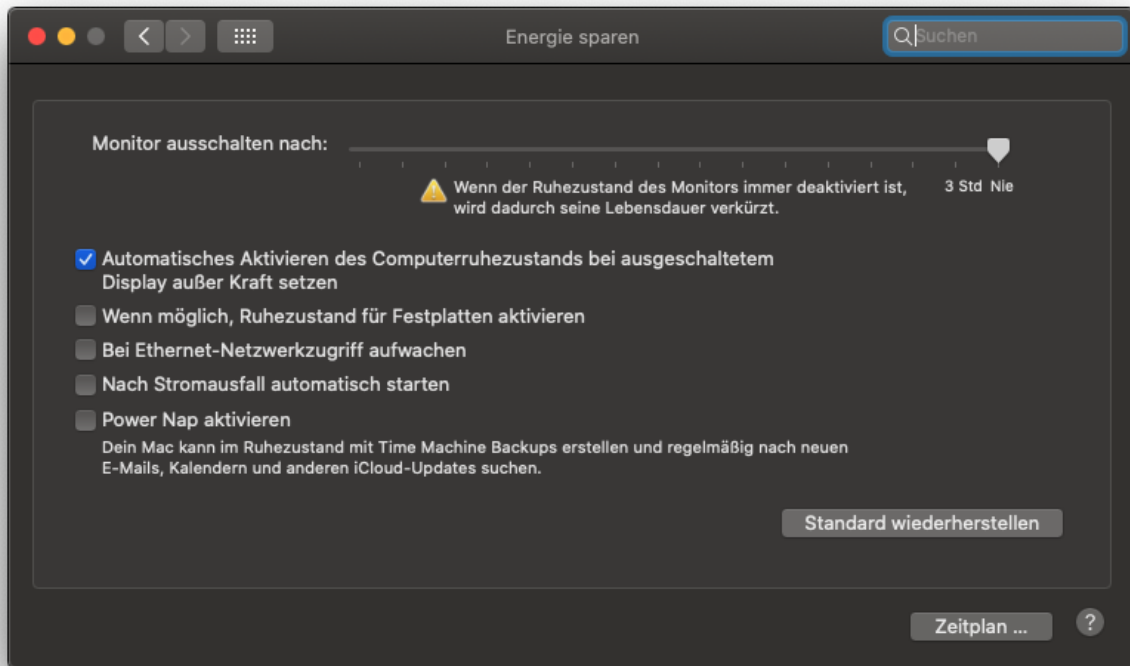 Energie sparen
Suchen
Monitor ausschalten nach:
Wenn der Ruhezustand des Monitors immer deaktiviert ist,
wird dadurch seine Lebensdauer verkürzt.
3 Std Nie
Automatisches Aktivieren des Computerruhezustands bei ausgeschaltetem
Display außer Kraft setzen
Wenn möglich, Ruhezustand für Festplatten aktivieren
Bei Ethernet-Netzwerkzugriff aufwachen
Nach Stromausfall automatisch starten
Power Nap aktivieren
Dein Mac kann im Ruhezustand mit Time Machine Backups erstellen und regelmäßig nach neuen
E-Mails, Kalendern und anderen iCloud-Updates suchen.
Standard wiederherstellen
Zeitplan ...
?